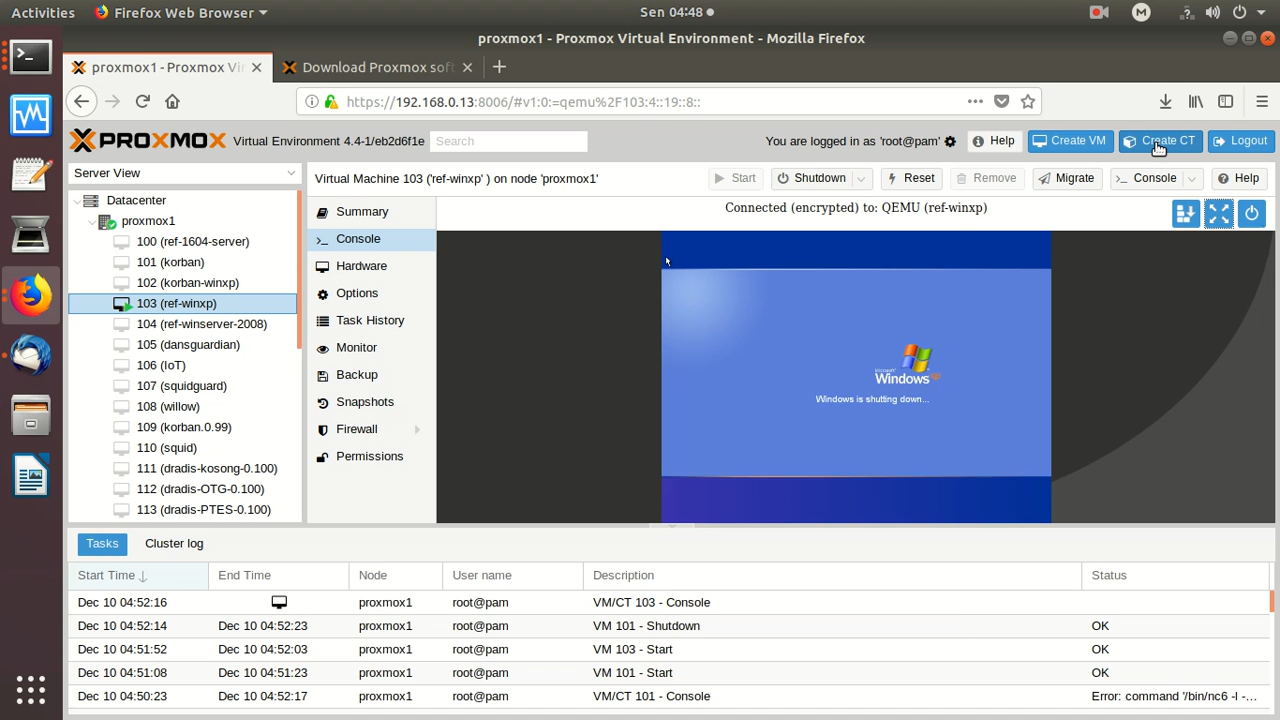 Activities
Firefox Web Browser
Sen 04:48
M
proxmox1 - Proxmox Virtual Environment - Mozilla Firefox
proxmox1 - Proxmox Vir
Download Proxmox soft
https://192.168.0.13:8006/#v1:0:=qemu%2F103:4::19::8::
PROXMOX
Virtual Environment 4.4-1/eb2d6f1e
Search
You are logged in as 'root@pam'
Help
Create VM
Create CT
Logout
Server View
Virtual Machine 103 ('ref-winxp' ) on node 'proxmox1'
Start
Shutdown
Reset
Remove
Migrate
Console
Help
Datacenter
proxmox1
100 (ref-1604-server)
101 (korban)
102 (korban-winxp)
103 (ref-winxp)
104 (ref-winserver-2008)
105 (dansguardian)
106 (IoT)
107 (squidguard)
108 (willow)
109 (korban.0.99)
110 (squid)
111 (dradis-kosong-0.100)
112 (dradis-OTG-0.100)
113 (dradis-PTES-0.100)
Summary
Console
Hardware
Options
Task History
Monitor
Backup
Snapshots
Firewall
Permissions
Connected (encrypted) to: QEMU (ref-winxp)
Microsoft
Windows xp
Windows is shutting down...
Tasks
Cluster log
Start Time End Time Node User name Description Status
Dec 10 04:52:16 proxmox1 root@pam VM/CT 103 - Console
Dec 10 04:52:14 Dec 10 04:52:23 proxmox1 root@pam VM 101 - Shutdown OK
Dec 10 04:51:52 Dec 10 04:52:03 proxmox1 root@pam VM 103 - Start OK
Dec 10 04:51:08 Dec 10 04:51:23 proxmox1 root@pam VM 101 - Start OK
Dec 10 04:50:23 Dec 10 04:52:17 proxmox1 root@pam VM/CT 101 - Console Error: command '/bin/nc6 -l -...